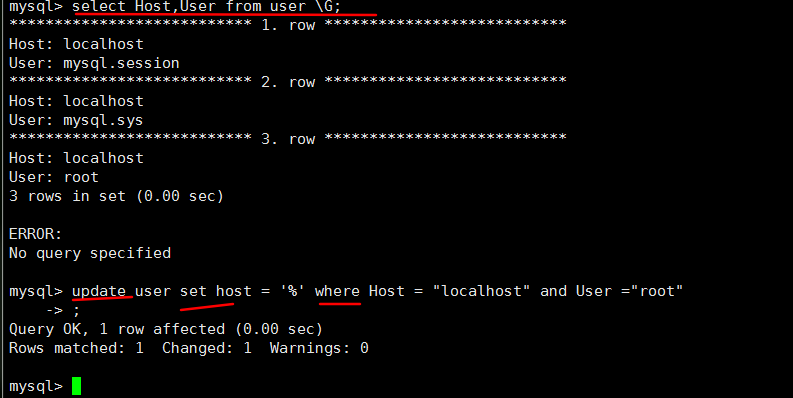 mysql> select Host,User from user \G;
*************************** 1. row ***************************
Host: localhost
User: mysql.session
*************************** 2. row ***************************
Host: localhost
User: mysql.sys
*************************** 3. row ***************************
Host: localhost
User: root
3 rows in set (0.00 sec)
ERROR:
No query specified
mysql> update user set host = '%' where Host = "localhost" and User ="root"
    -> ;
Query OK, 1 row affected (0.00 sec)
Rows matched: 1  Changed: 1  Warnings: 0
mysql>